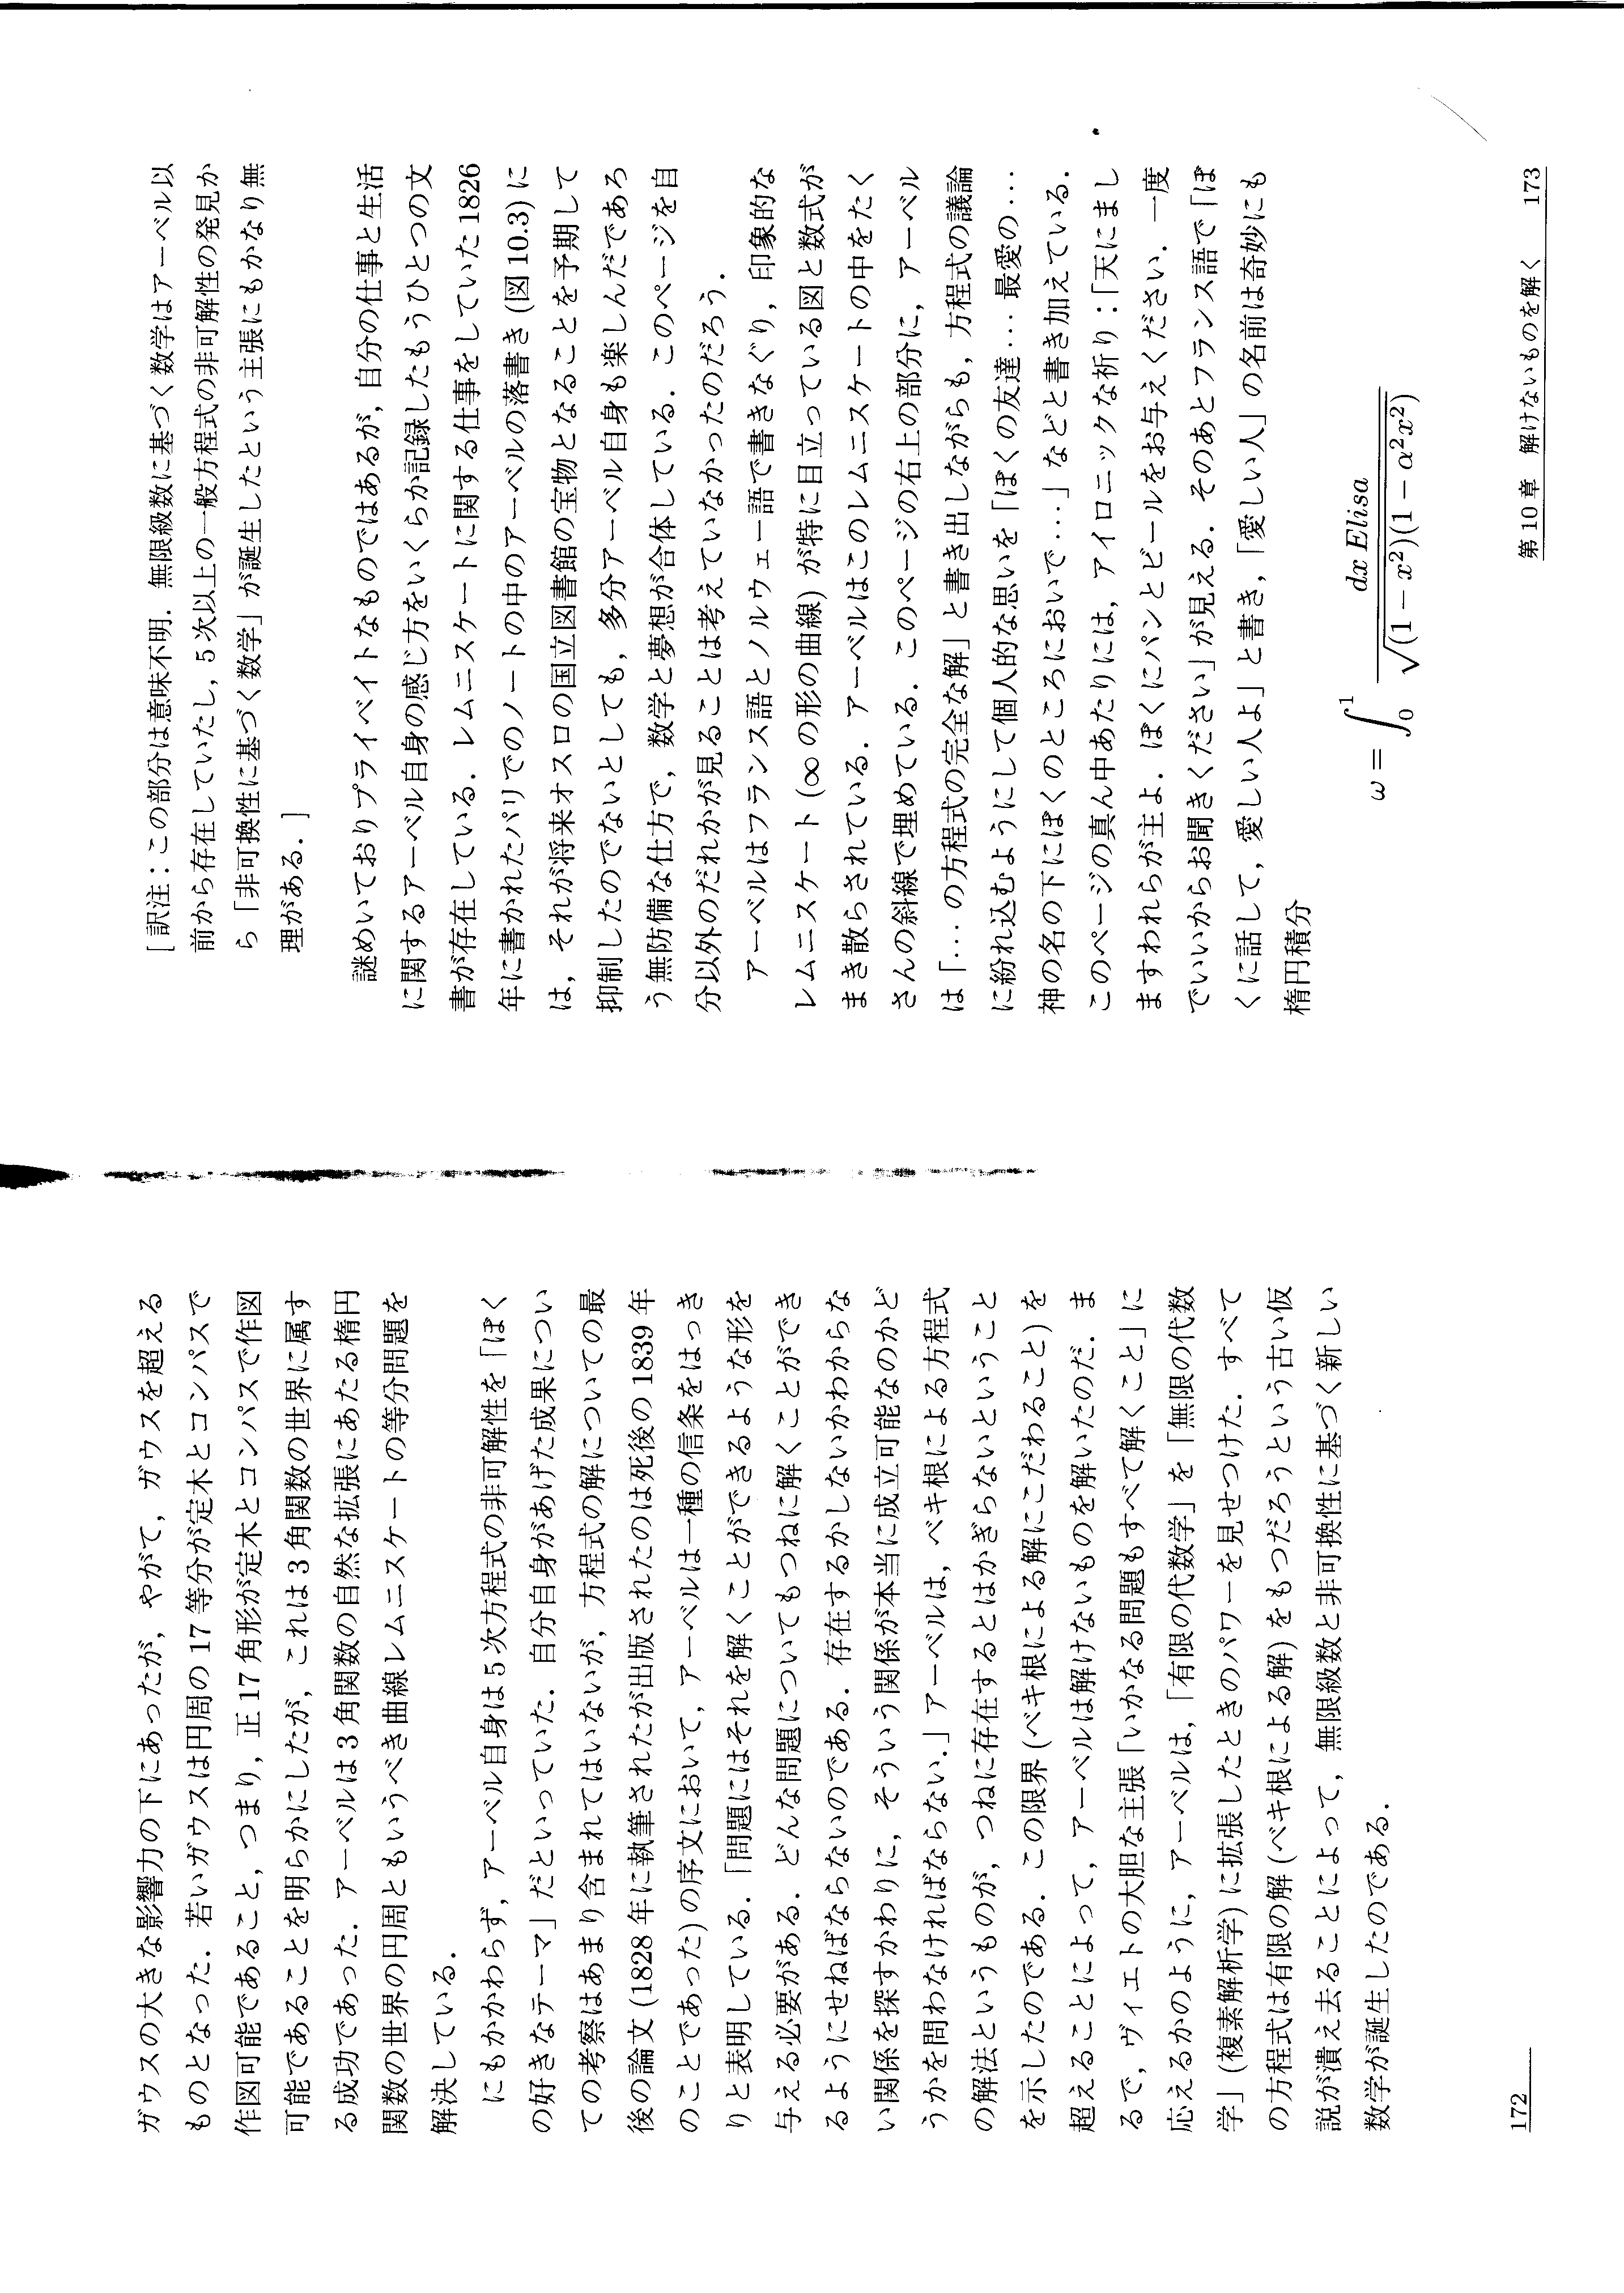 ガウスの大きな影響力の下にあったが，やがて，ガウスを超える
ものとなった．若いガウスは円周の 17 等分が定木とコンパスで
作図可能であること，つまり，正 17 角形が定木とコンパスで作図
可能であることを明らかにしたが，これは 3 角関数の世界に属す
る成功であった．アーベルは 3 角関数の自然な拡張にあたる楕円
関数の世界の円周ともいうべき曲線レムニスケートの等分問題を
解決している．
にもかかわらず，アーベル自身は 5 次方程式の非可解性を「ぼく
の好きなテーマ」だといっていた．自分自身があげた成果につい
ての考察はあまり含まれてはいないが，方程式の解についての最
後の論文 (1828 年に執筆されたが出版されたのは死後の 1839 年
のことであった) の序文において，アーベルは一種の信条をはっき
りと表明している．「問題にはそれを解くことができるような形を
与える必要がある．どんな問題についてもつねに解くことができ
るようにせねばならないのである．存在するかしないかわからな
い関係を探すかわりに，そういう関係が本当に成立可能なのかど
うかを問わなければならない．」アーベルは，ベキ根による方程式
の解法というものが，つねに存在するとはかぎらないということ
を示したのである．この限界 (ベキ根による解にこだわること) を
超えることによって，アーベルは解けないものを解いたのだ．ま
るで，ヴィエトの大胆な主張「いかなる問題もすべて解くこと」に
応えるかのように，アーベルは，「有限の代数学」を「無限の代数
学」(複素解析学) に拡張したときのパワーを見せつけた．すべて
の方程式は有限の解 (ベキ根による解) をもつだろうという古い仮
説が潰え去ることによって，無限級数と非可換性に基づく新しい
数学が誕生したのである．
172
[訳注：この部分は意味不明．無限級数に基づく数学はアーベル以
前から存在していたし，5 次以上の一般方程式の非可解性の発見か
ら「非可換性に基づく数学」が誕生したという主張にもかなり無
理がある．]
謎めいておりプライベイトなものではあるが，自分の仕事と生活
に関するアーベル自身の感じ方をいくらか記録したもうひとつの文
書が存在している．レムニスケートに関する仕事をしていた 1826
年に書かれたパリでのノートの中のアーベルの落書き (図 10.3) に
は，それが将来オスロの国立図書館の宝物となることを予期して
抑制したのでないとしても，多分アーベル自身も楽しんだであろ
う無防備な仕方で，数学と夢想が合体している．このページを自
分以外のだれかが見ることは考えていなかったのだろう．
アーベルはフランス語とノルウェー語で書きなぐり，印象的な
レムニスケート (∞ の形の曲線) が特に目立っている図と数式が
まき散らされている．アーベルはこのレムニスケートの中をたく
さんの斜線で埋めている．このページの右上の部分に，アーベル
は「… の方程式の完全な解」と書き出しながらも，方程式の議論
に紛れ込むようにして個人的な思いを「ぼくの友達 … 最愛の …
神の名の下にぼくのところにおいで …」などと書き加えている．
このページの真ん中あたりには，アイロニックな祈り：「天にまし
ますわれらが主よ．ぼくにパンとビールをお与えください．一度
でいいからお聞きください」が見える．そのあとフランス語で「ぼ
くに話して，愛しい人よ」と書き，「愛しい人」の名前は奇妙にも
楕円積分
ω = ∫₀¹ dx Elisa / √((1 − x²)(1 − α²x²))
第 10 章　解けないものを解く　173